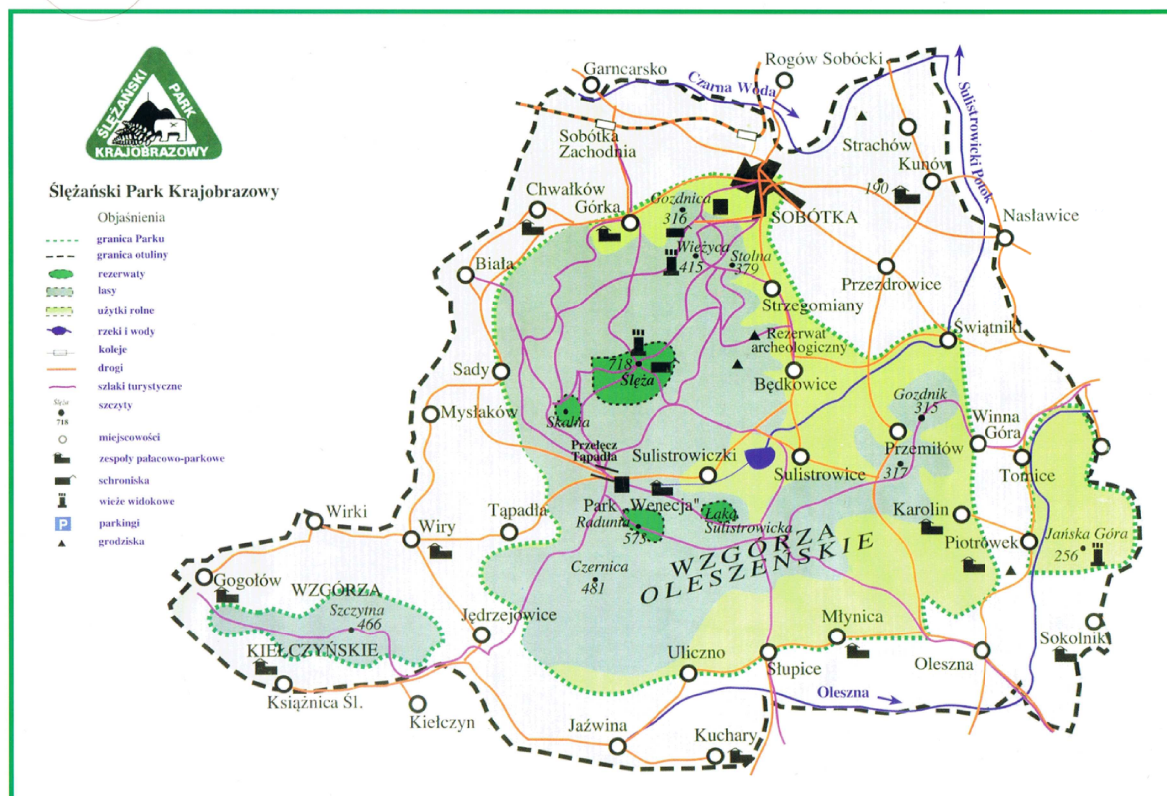 ŚLĘŻAŃSKI PARK
KRAJOBRAZOWY
Ślężański Park Krajobrazowy
Objaśnienia
granica Parku
granica otuliny
rezerwaty
lasy
użytki rolne
rzeki i wody
koleje
drogi
szlaki turystyczne
Ślęża
718
szczyty
miejscowości
zespoły pałacowo-parkowe
schroniska
wieże widokowe
P parkingi
grodziska
Garncarsko
Rogów Sobócki
Czarna Woda
Sulistrowicki Potok
Sobótka
Zachodnia
Strachów
Kunów
190
Chwałków
Górka
Gozdnica
316
SOBÓTKA
Nasławice
Wieżyca
415
Stolna
379
Biała
Przezdrowice
Strzegomiany
Świątniki
Rezerwat
archeologiczny
718
Ślęża
Sady
Będkowice
Gozdnik
315
Mysłaków
Skalna
Winna
Góra
Przełęcz
Tąpadła
Sulistrowiczki
Sulistrowice
Przemiłów
317
Tomice
Park "Wenecja"
Łąka
Sulistrowicka
Karolin
Wirki
Wiry
Tąpadła
Radunia
573
Piotrówek
Jańska Góra
256
WZGÓRZA
OLESZEŃSKIE
Czernica
481
Gogołów
WZGÓRZA
Szczytna
466
KIEŁCZYŃSKIE
Jędrzejowice
Młynica
Sokolnik
Uliczno
Słupice
Oleszna
Książnica Śl.
Kiełczyn
Oleszna
Jaźwina
Kuchary